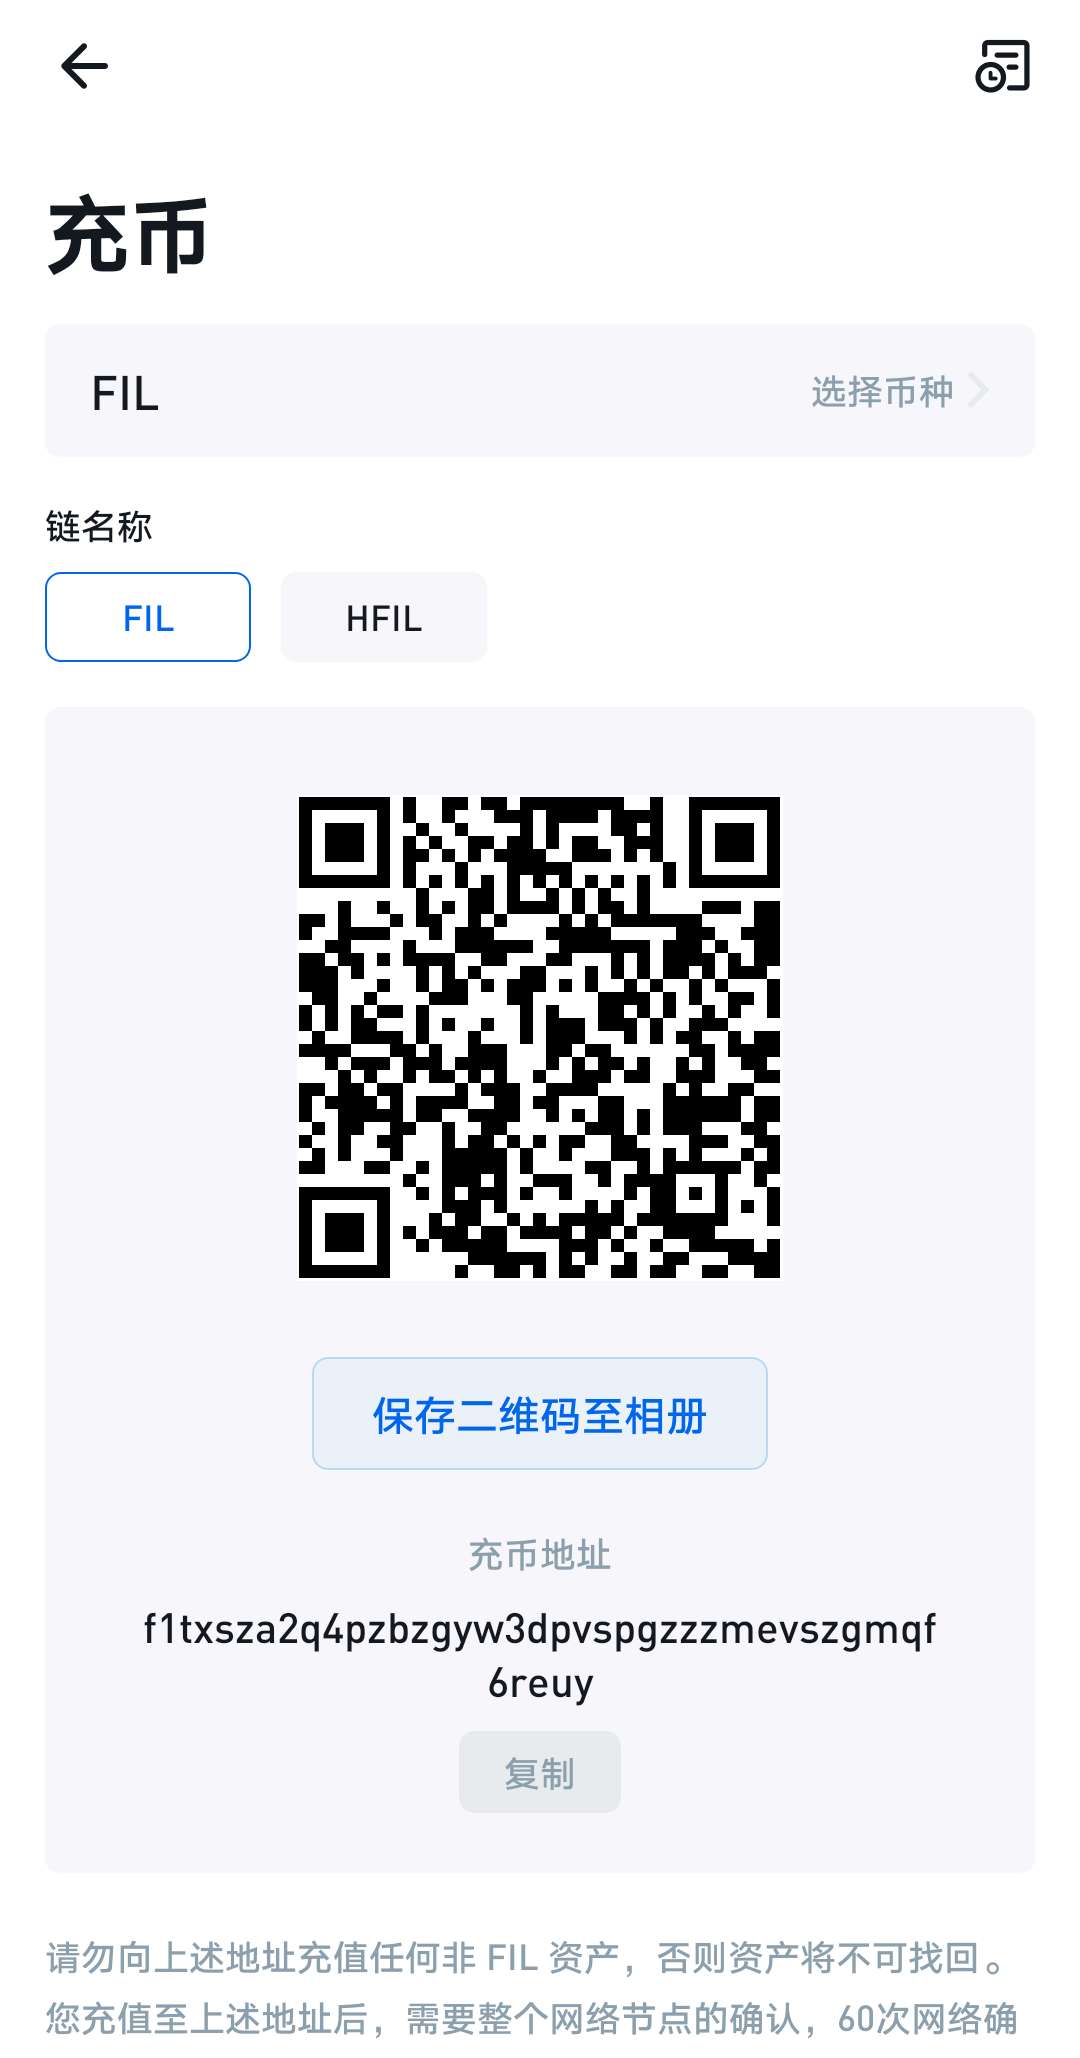 充币
FIL 选择币种
链名称
FIL HFIL
保存二维码至相册
充币地址
f1txsza2q4pzbzgyw3dpvspgzzzmevszgmqf
6reuy
复制
请勿向上述地址充值任何非 FIL 资产，否则资产将不可找回。
您充值至上述地址后，需要整个网络节点的确认，60次网络确